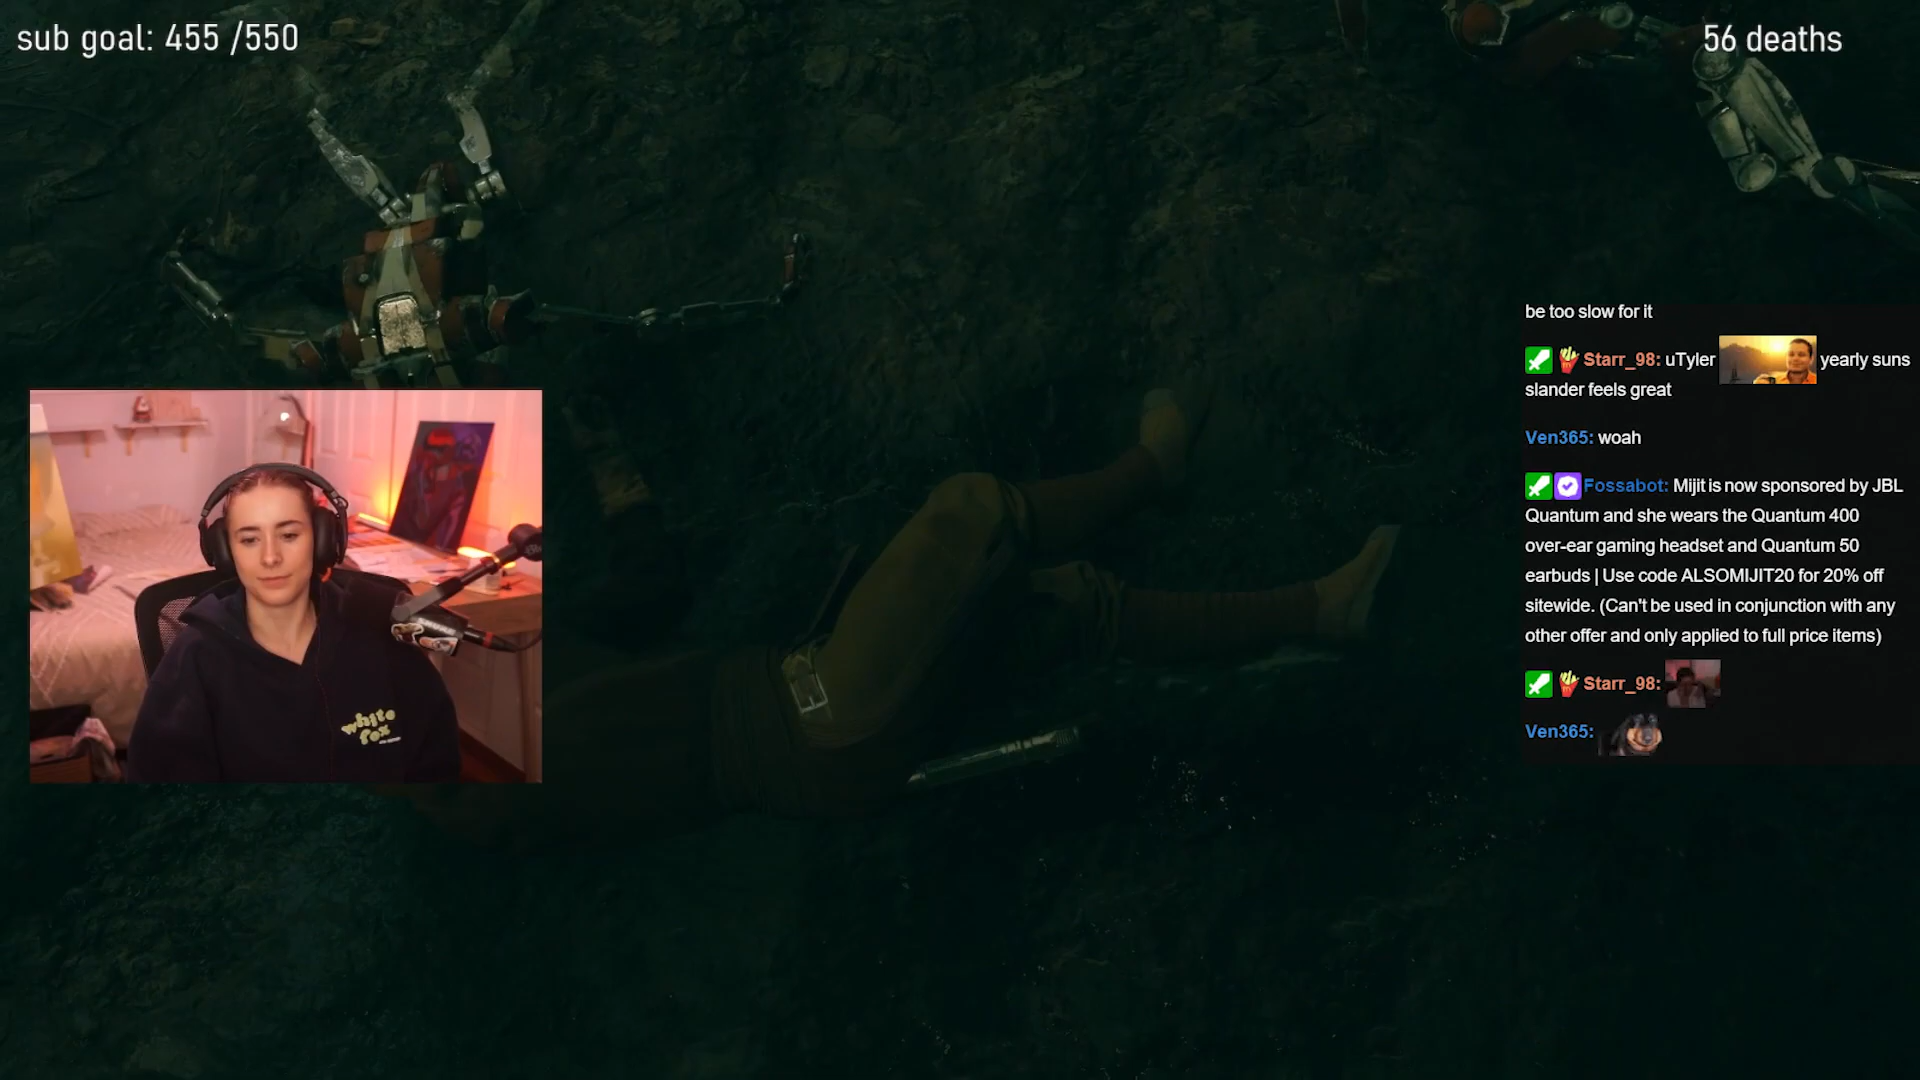 sub goal: 455 /550
56 deaths
be too slow for it
Starr_98: uTyler yearly suns
slander feels great
Ven365: woah
Fossabot: Mijit is now sponsored by JBL
Quantum and she wears the Quantum 400
over-ear gaming headset and Quantum 50
earbuds | Use code ALSOMIJIT20 for 20% off
sitewide. (Can't be used in conjunction with any
other offer and only applied to full price items)
Starr_98:
Ven365:
white
fox